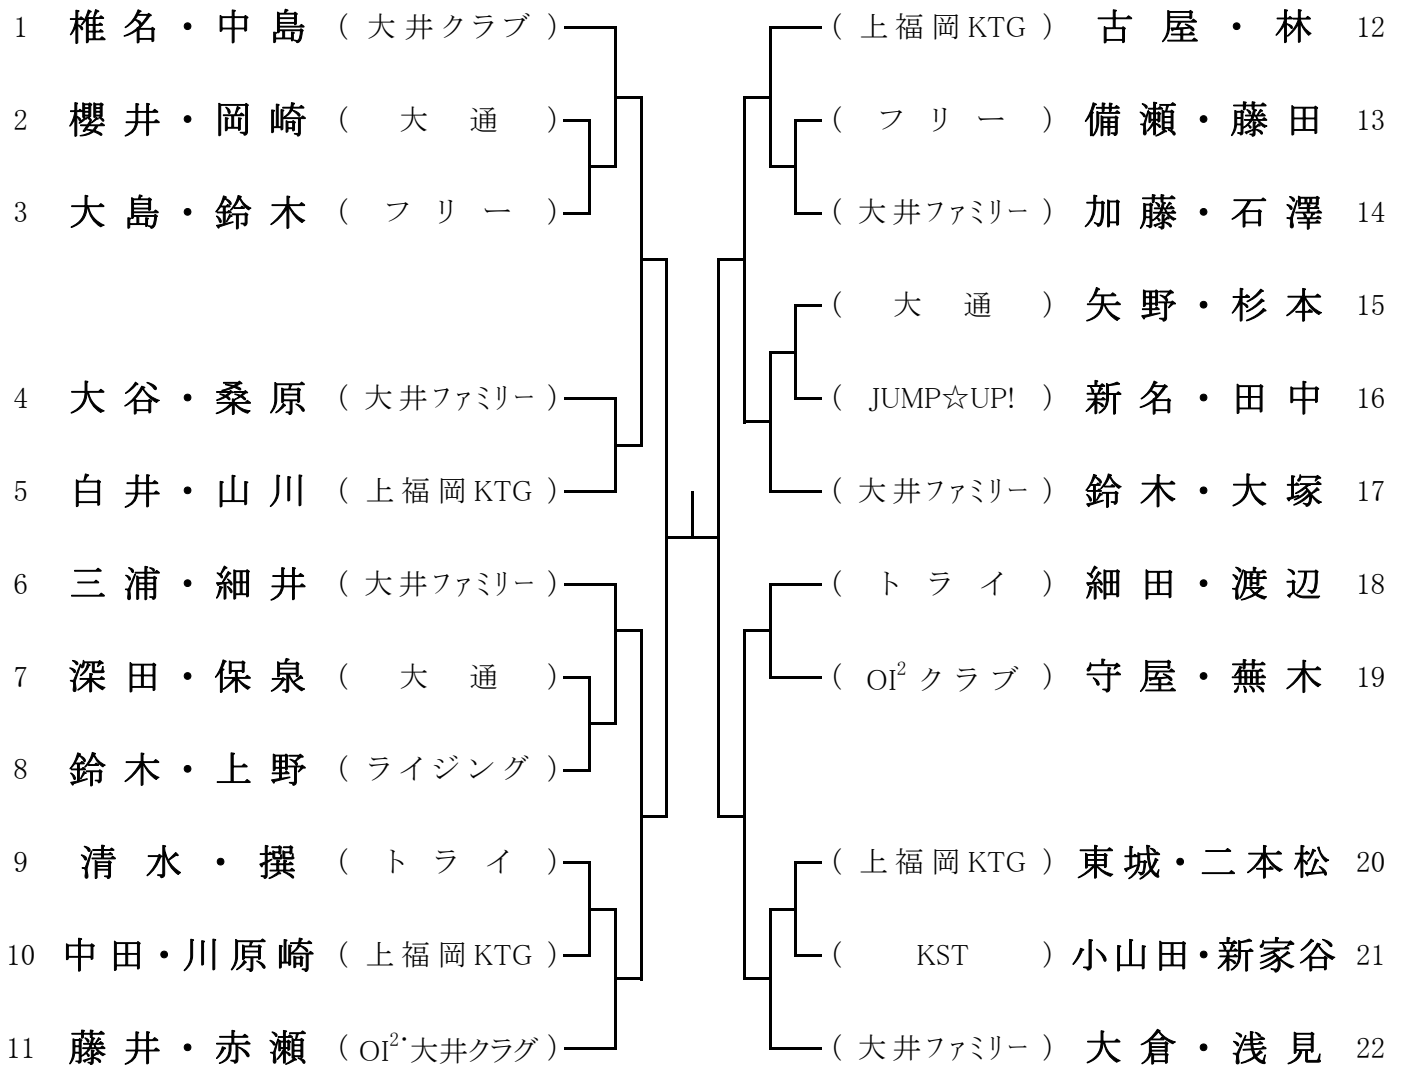 1 椎名・中島 (大井クラブ)
2 櫻井・岡崎 (大通)
3 大島・鈴木 (フリー)
4 大谷・桑原 (大井ファミリー)
5 白井・山川 (上福岡KTG)
6 三浦・細井 (大井ファミリー)
7 深田・保泉 (大通)
8 鈴木・上野 (ライジング)
9 清水・撰 (トライ)
10 中田・川原崎 (上福岡KTG)
11 藤井・赤瀬 (OI²・大井クラグ)
(上福岡KTG) 古屋・林 12
(フリー) 備瀬・藤田 13
(大井ファミリー) 加藤・石澤 14
(大通) 矢野・杉本 15
(JUMP☆UP!) 新名・田中 16
(大井ファミリー) 鈴木・大塚 17
(トライ) 細田・渡辺 18
(OI²クラブ) 守屋・蕪木 19
(上福岡KTG) 東城・二本松 20
(KST) 小山田・新家谷 21
(大井ファミリー) 大倉・浅見 22